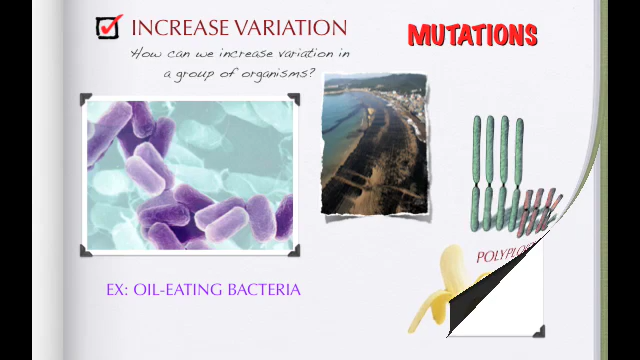 INCREASE VARIATION
How can we increase variation in
a group of organisms?
MUTATIONS
EX: OIL-EATING BACTERIA